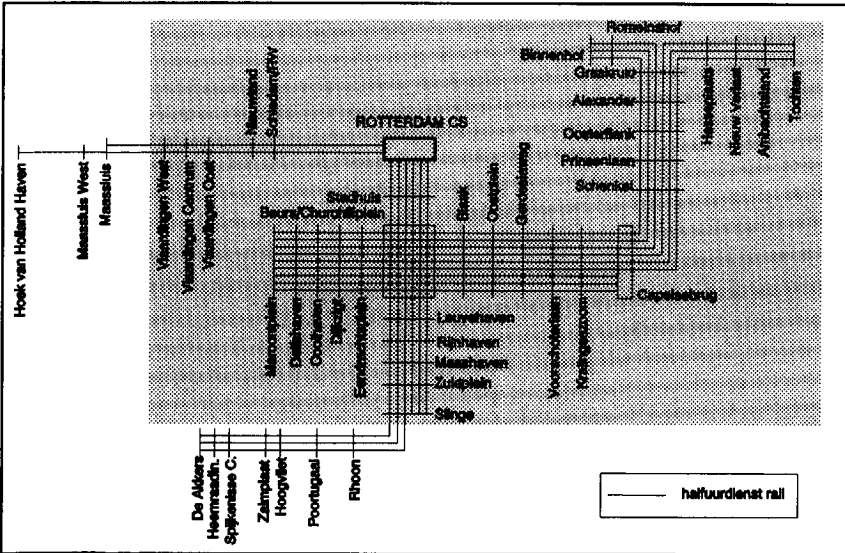 Romeinshof
Binnenhof
Graskruid
Alexander
Oosterflank
Prinsenlaan
Schenkel
Hesseplaats
Nieuw Verlaat
Ambachtsland
Tochten
Nieuwland
Schiedam/RW
ROTTERDAM CS
Hoek van Holland Haven
Maassluis West
Maassluis
Vlaardingen West
Vlaardingen Centrum
Vlaardingen Oost
Stadhuis
Beurs/Churchillplein
Blaak
Oostplein
Gerdesiaweg
Voorschoterlaan
Kralingsezoom
Capelsebrug
Marconiplein
Delfshaven
Coolhaven
Dijkzigt
Eendrachtsplein
Leuvehaven
Rijnhaven
Maashaven
Zuidplein
Slinge
De Akkers
Heemraadln.
Spijkenisse C.
Zalmplaat
Hoogvliet
Poortugaal
Rhoon
halfuurdienst rail